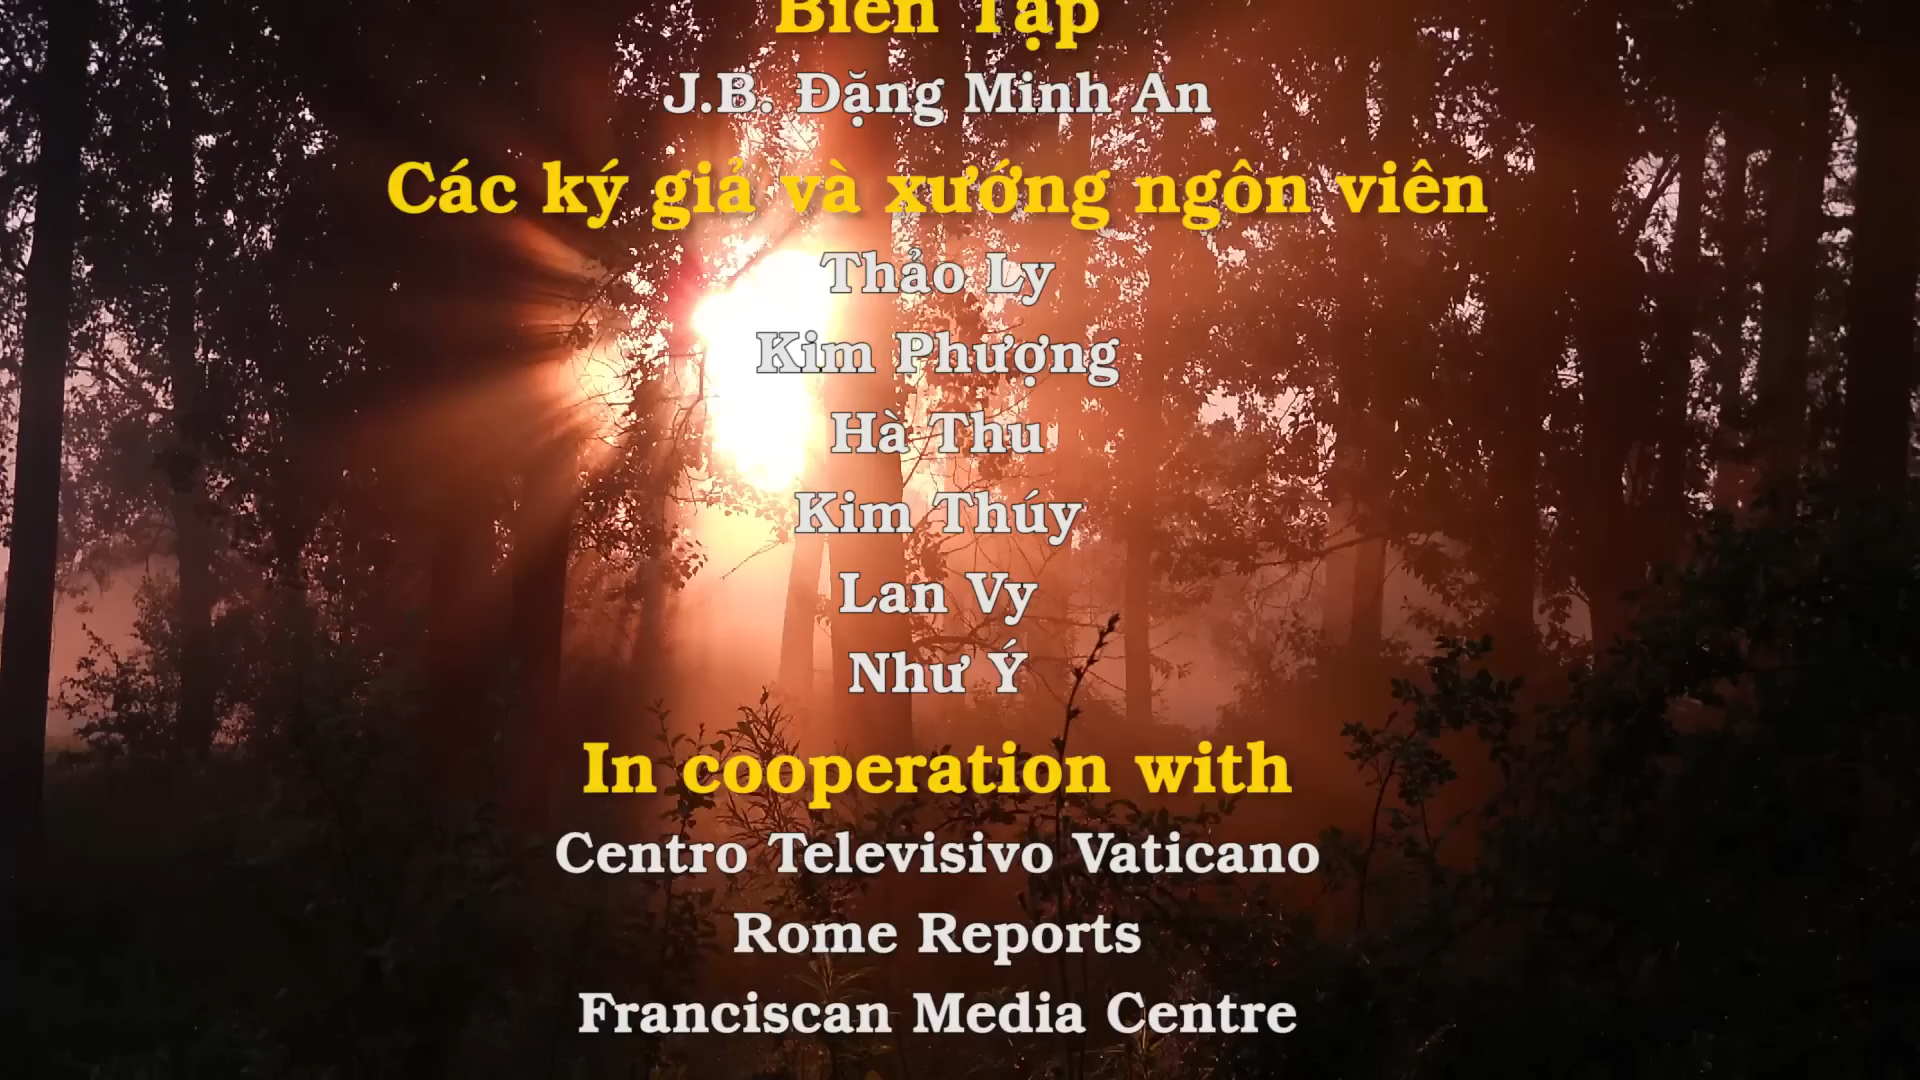 Biên Tập
J.B. Đặng Minh An
Các ký giả và xướng ngôn viên
Thảo Ly
Kim Phượng
Hà Thu
Kim Thúy
Lan Vy
Như Ý
In cooperation with
Centro Televisivo Vaticano
Rome Reports
Franciscan Media Centre